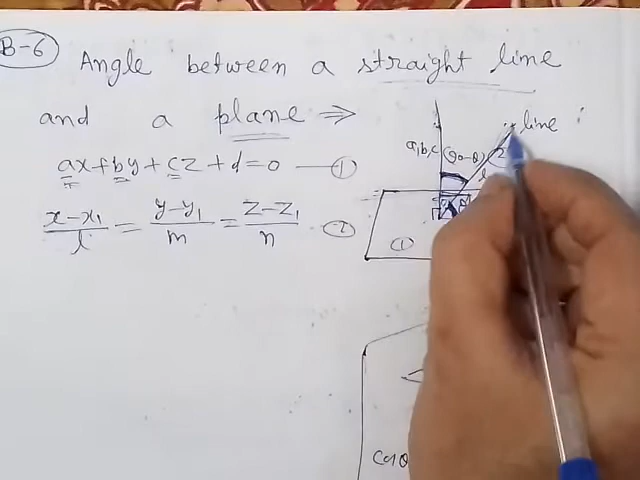 B-6 Angle between a straight line
and a plane ⇒
ax+by+cz+d=0 —①
x-x₁/l = y-y₁/m = z-z₁/n —②
a,b,c (90-θ) line
①
cosθ